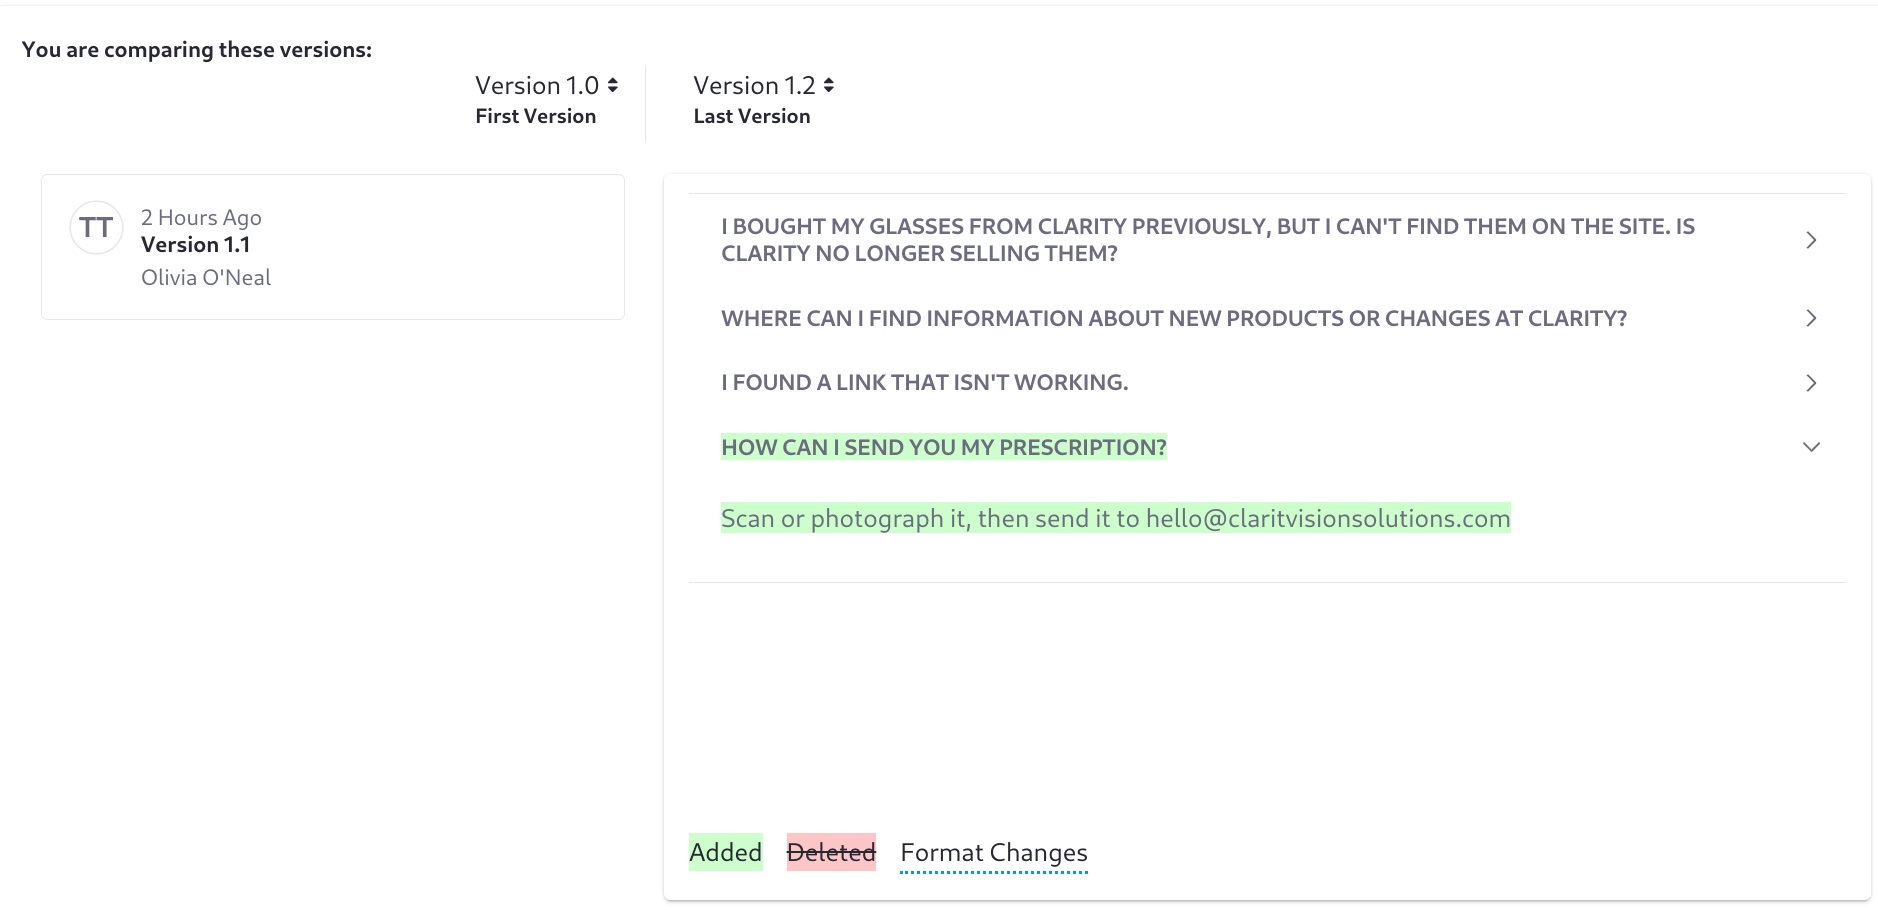 You are comparing these versions:
Version 1.0
First Version
Version 1.2
Last Version
TT
2 Hours Ago
Version 1.1
Olivia O'Neal
I BOUGHT MY GLASSES FROM CLARITY PREVIOUSLY, BUT I CAN'T FIND THEM ON THE SITE. IS
CLARITY NO LONGER SELLING THEM?
WHERE CAN I FIND INFORMATION ABOUT NEW PRODUCTS OR CHANGES AT CLARITY?
I FOUND A LINK THAT ISN'T WORKING.
HOW CAN I SEND YOU MY PRESCRIPTION?
Scan or photograph it, then send it to hello@claritvisionsolutions.com
Added Deleted Format Changes